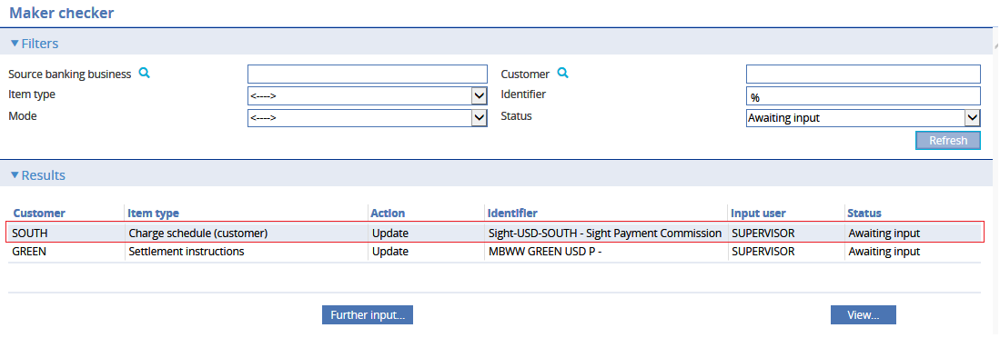 Maker checker
Filters
Source banking business Customer
Item type <----> Identifier %
Mode <----> Status Awaiting input
Refresh
Results
Customer Item type Action Identifier Input user Status
SOUTH Charge schedule (customer) Update Sight-USD-SOUTH - Sight Payment Commission SUPERVISOR Awaiting input
GREEN Settlement instructions Update MBWW GREEN USD P - SUPERVISOR Awaiting input
Further input... View...